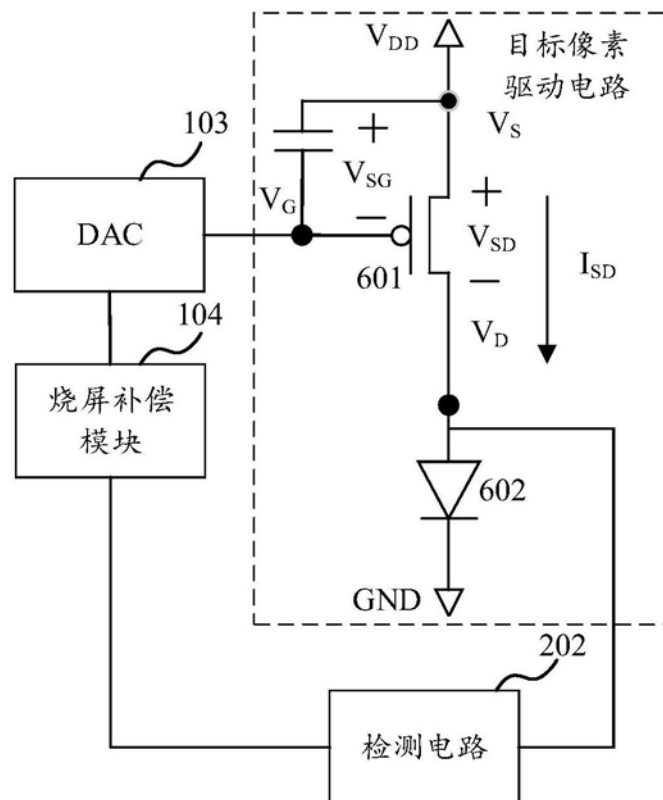 V_DD
目标像素
驱动电路
V_S
103
+
V_SG
V_G
−
+
DAC
V_SD
I_SD
601
−
V_D
104
烧屏补偿
模块
602
GND
202
检测电路